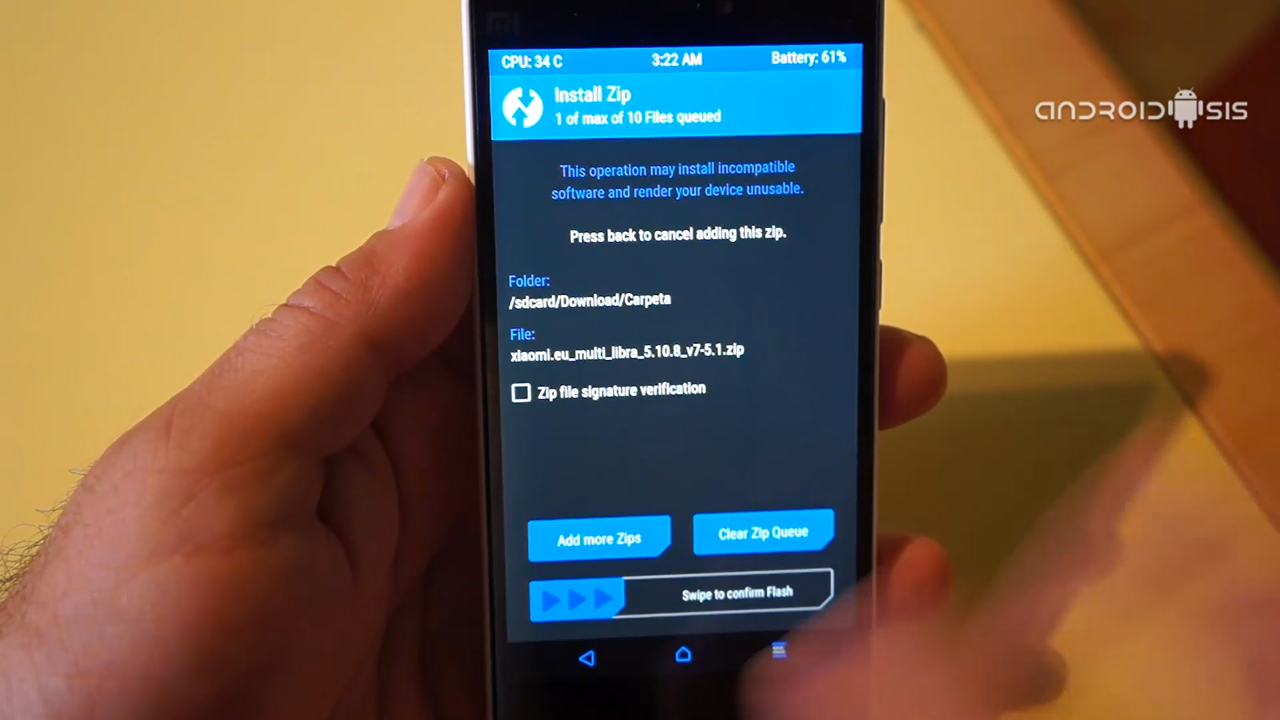 CPU: 34 C 3:22 AM Battery: 61%
Install Zip
1 of max of 10 Files queued
ANDROIDSIS
This operation may install incompatible
software and render your device unusable.
Press back to cancel adding this zip.
Folder:
/sdcard/Download/Carpeta
File:
xiaomi.eu_multi_libra_5.10.8_v7-5.1.zip
Zip file signature verification
Add more Zips
Clear Zip Queue
Swipe to confirm Flash